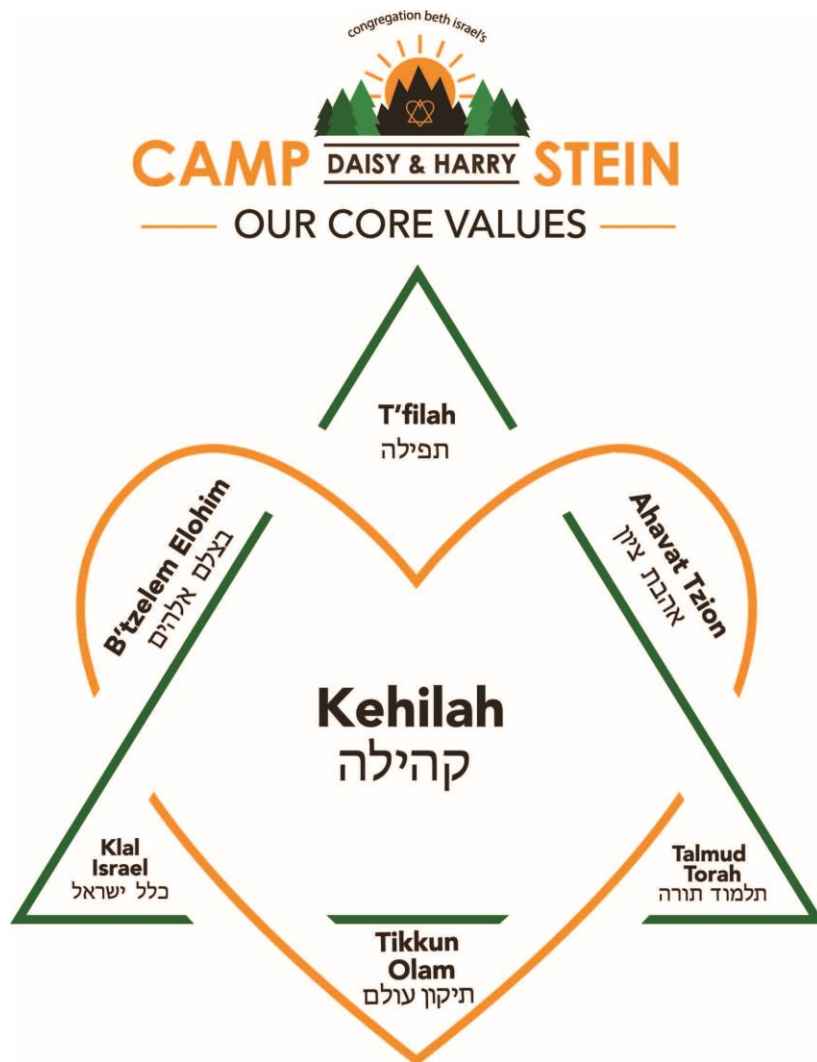 congregation beth israel's
CAMP DAISY & HARRY STEIN
OUR CORE VALUES
T'filah
תפילה
B'tzelem Elohim
בצלם אלהים
Ahavat Tzion
אהבת ציון
Kehilah
קהילה
Klal
Israel
כלל ישראל
Talmud
Torah
תלמוד תורה
Tikkun
Olam
תיקון עולם